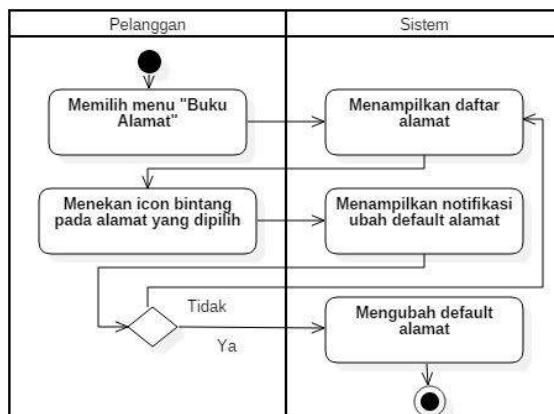 Pelanggan
Sistem
Memilih menu "Buku
Alamat"
Menampilkan daftar
alamat
Menekan icon bintang
pada alamat yang dipilih
Menampilkan notifikasi
ubah default alamat
Tidak
Ya
Mengubah default
alamat